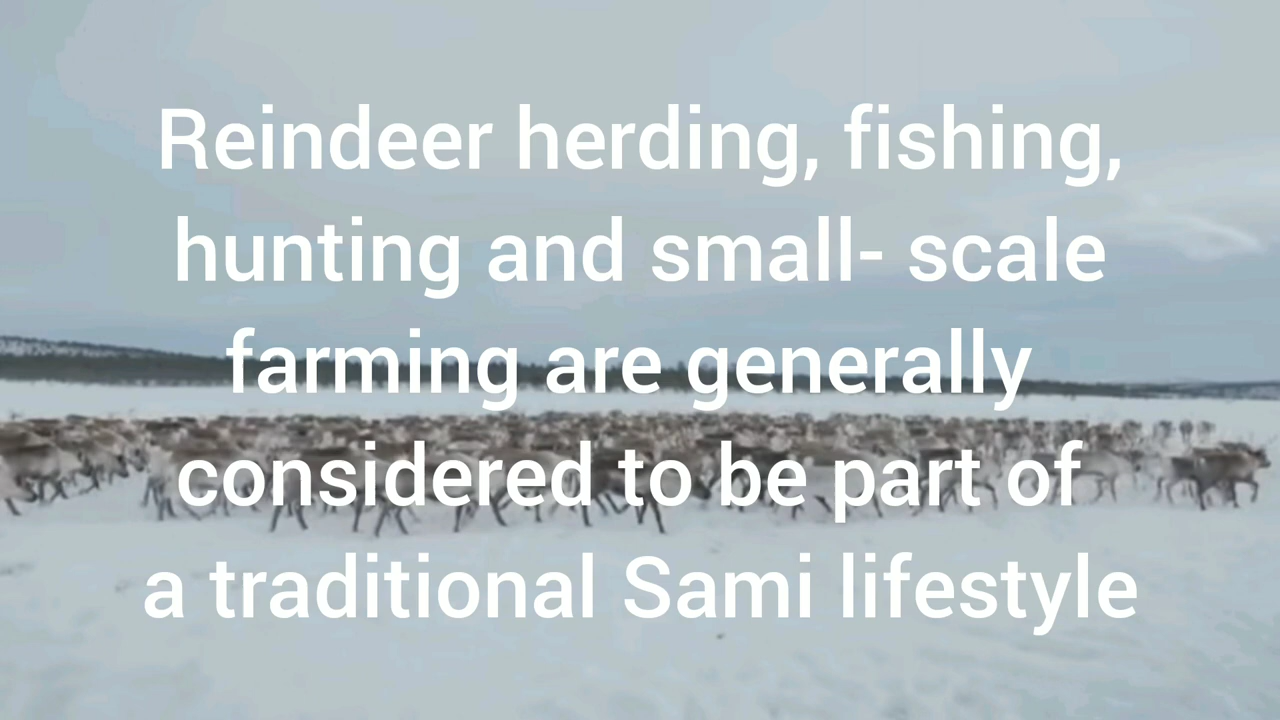 Reindeer herding, fishing,
hunting and small- scale
farming are generally
considered to be part of
a traditional Sami lifestyle